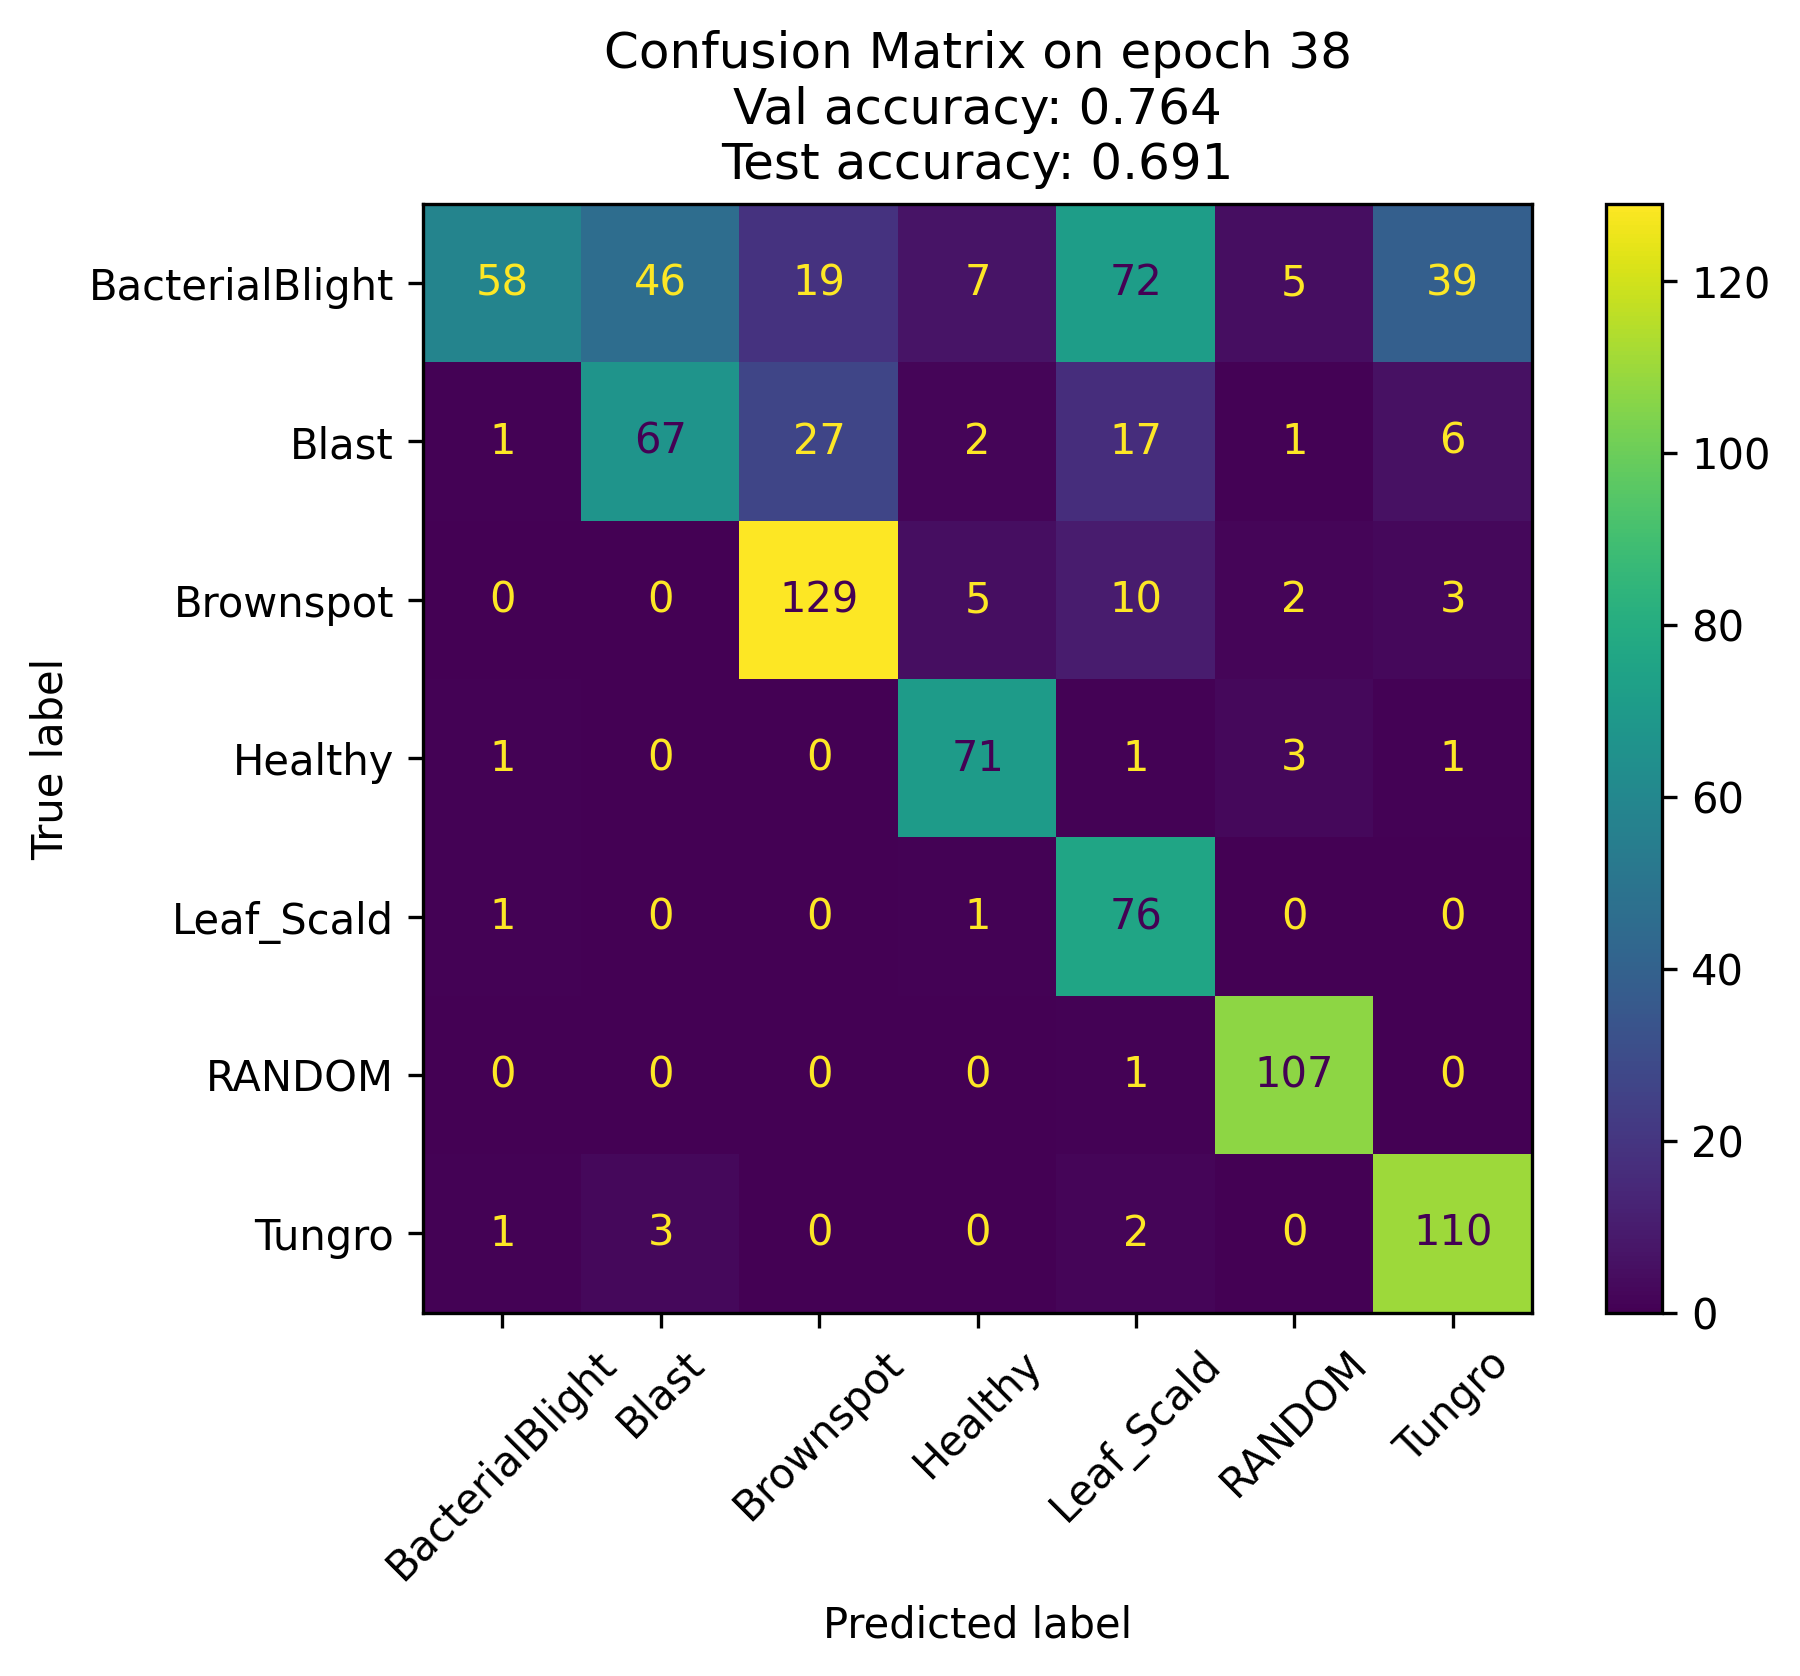 Confusion Matrix on epoch 38
Val accuracy: 0.764
Test accuracy: 0.691
BacterialBlight 58 46 19 7 72 5 39
Blast 1 67 27 2 17 1 6
Brownspot 0 0 129 5 10 2 3
Healthy 1 0 0 71 1 3 1
Leaf_Scald 1 0 0 1 76 0 0
RANDOM 0 0 0 0 1 107 0
Tungro 1 3 0 0 2 0 110
True label
BacterialBlight Blast Brownspot Healthy Leaf_Scald RANDOM Tungro
Predicted label
120
100
80
60
40
20
0